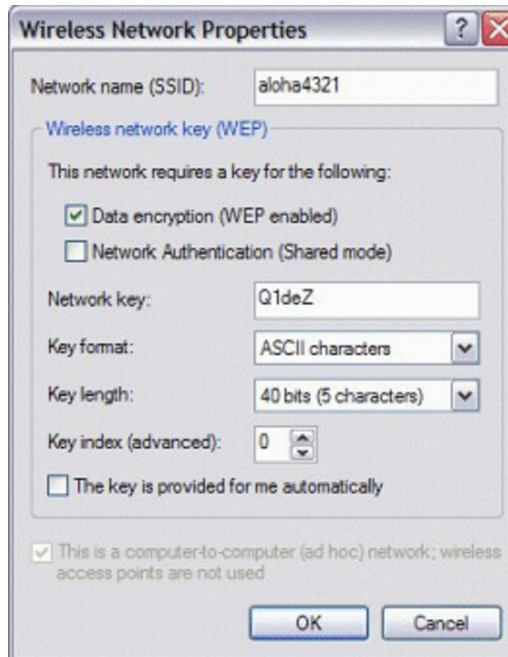 Wireless Network Properties
Network name (SSID): aloha4321
Wireless network key (WEP)
This network requires a key for the following:
Data encryption (WEP enabled)
Network Authentication (Shared mode)
Network key: Q1deZ
Key format: ASCII characters
Key length: 40 bits (5 characters)
Key index (advanced): 0
The key is provided for me automatically
This is a computer-to-computer (ad hoc) network; wireless
access points are not used
OK Cancel